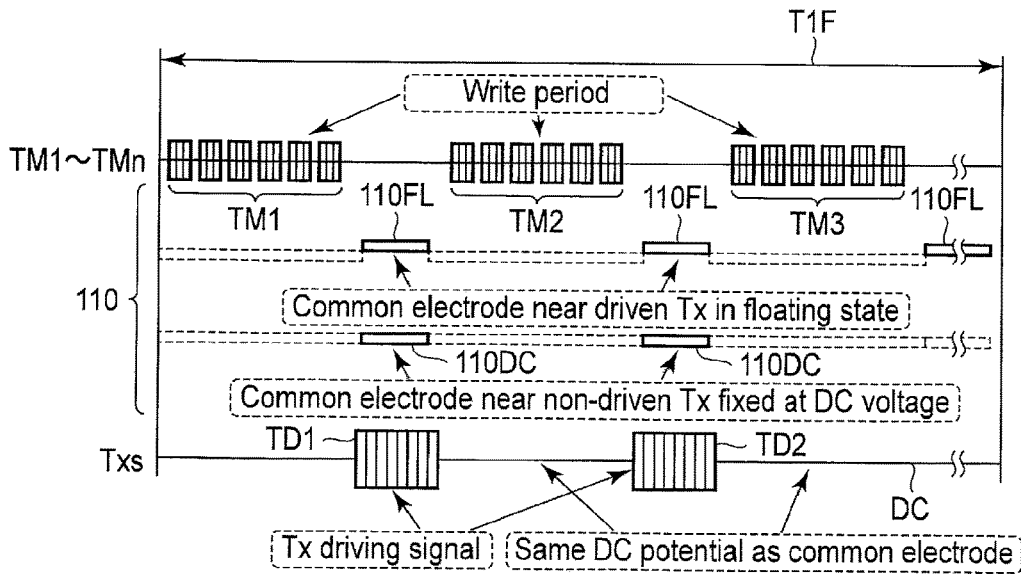 T1F
Write period
TM1～TMn
TM1
TM2
TM3
110FL
110FL
110FL
110
Common electrode near driven Tx in floating state
110DC
110DC
Common electrode near non-driven Tx fixed at DC voltage
TD1
TD2
Txs
DC
Tx driving signal
Same DC potential as common electrode